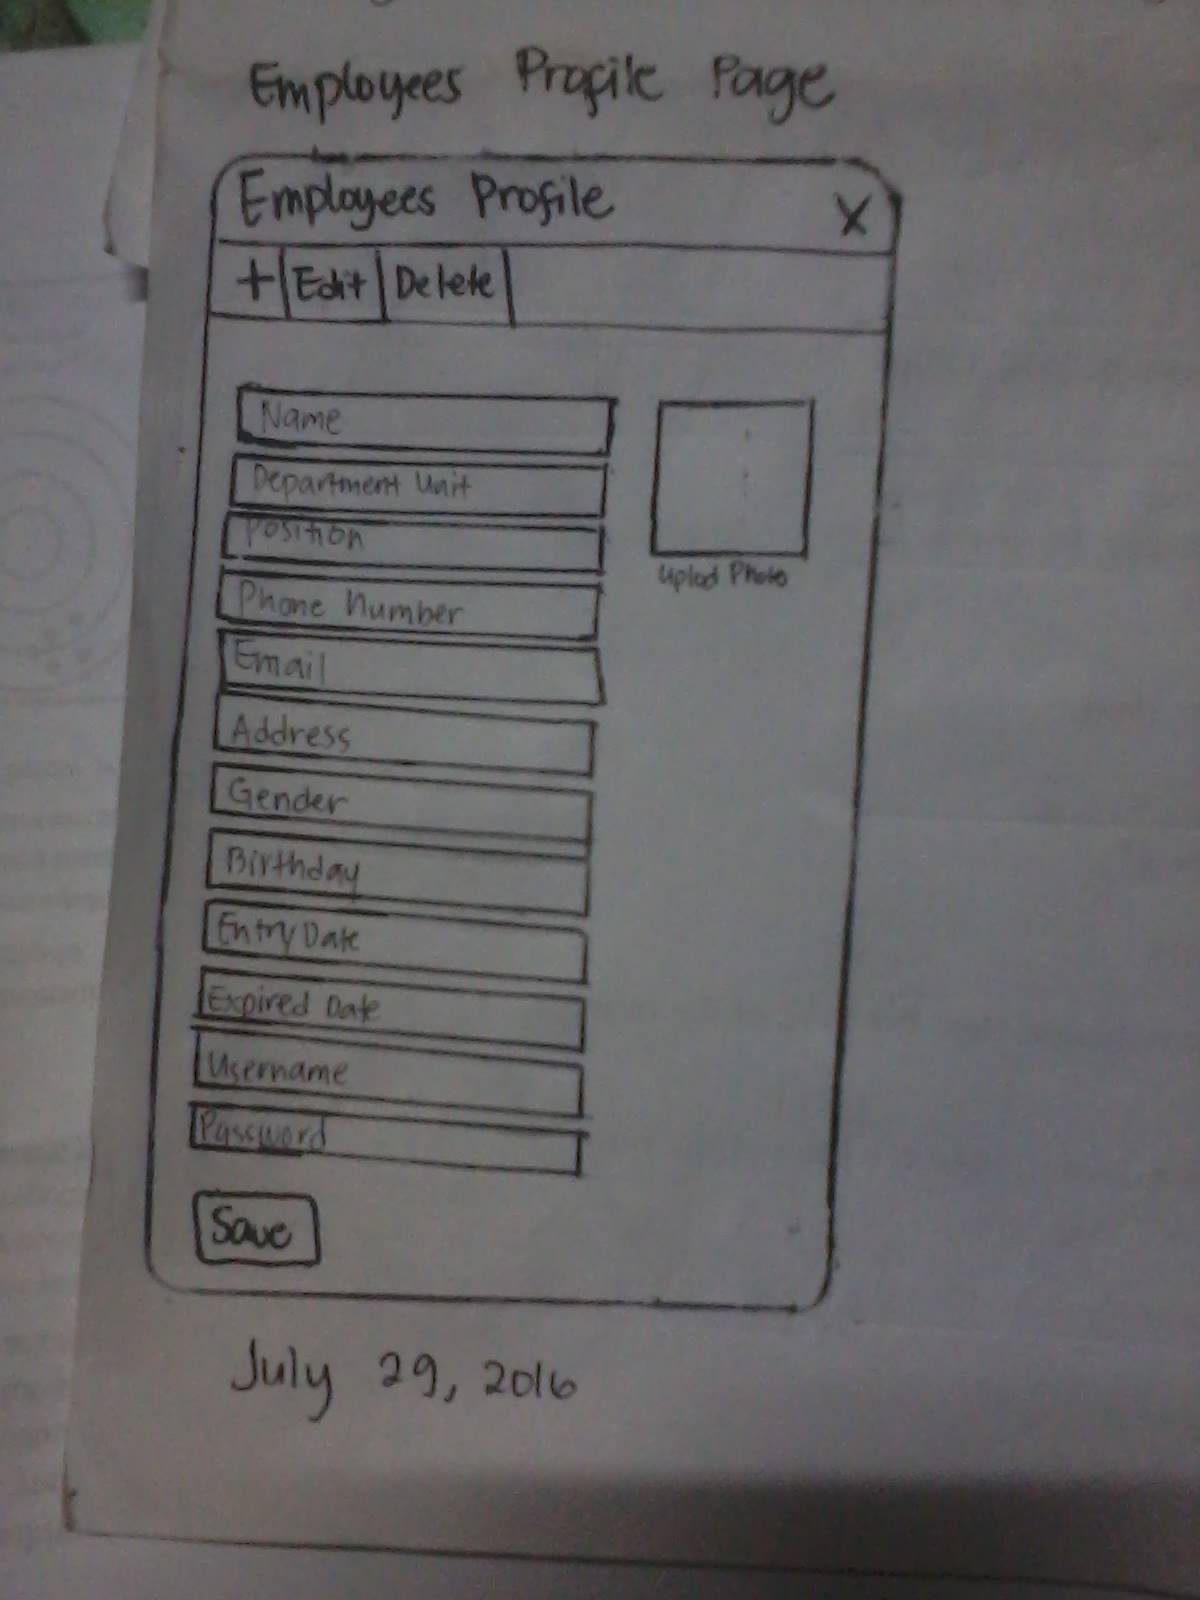 Employees Profile Page
Employees Profile X
+ Edit Delete
Name
Department Unit
Position
Phone Number
Email
Address
Gender
Birthday
Entry Date
Expired Date
Username
Password
Uplod Photo
Save
July 29, 2016